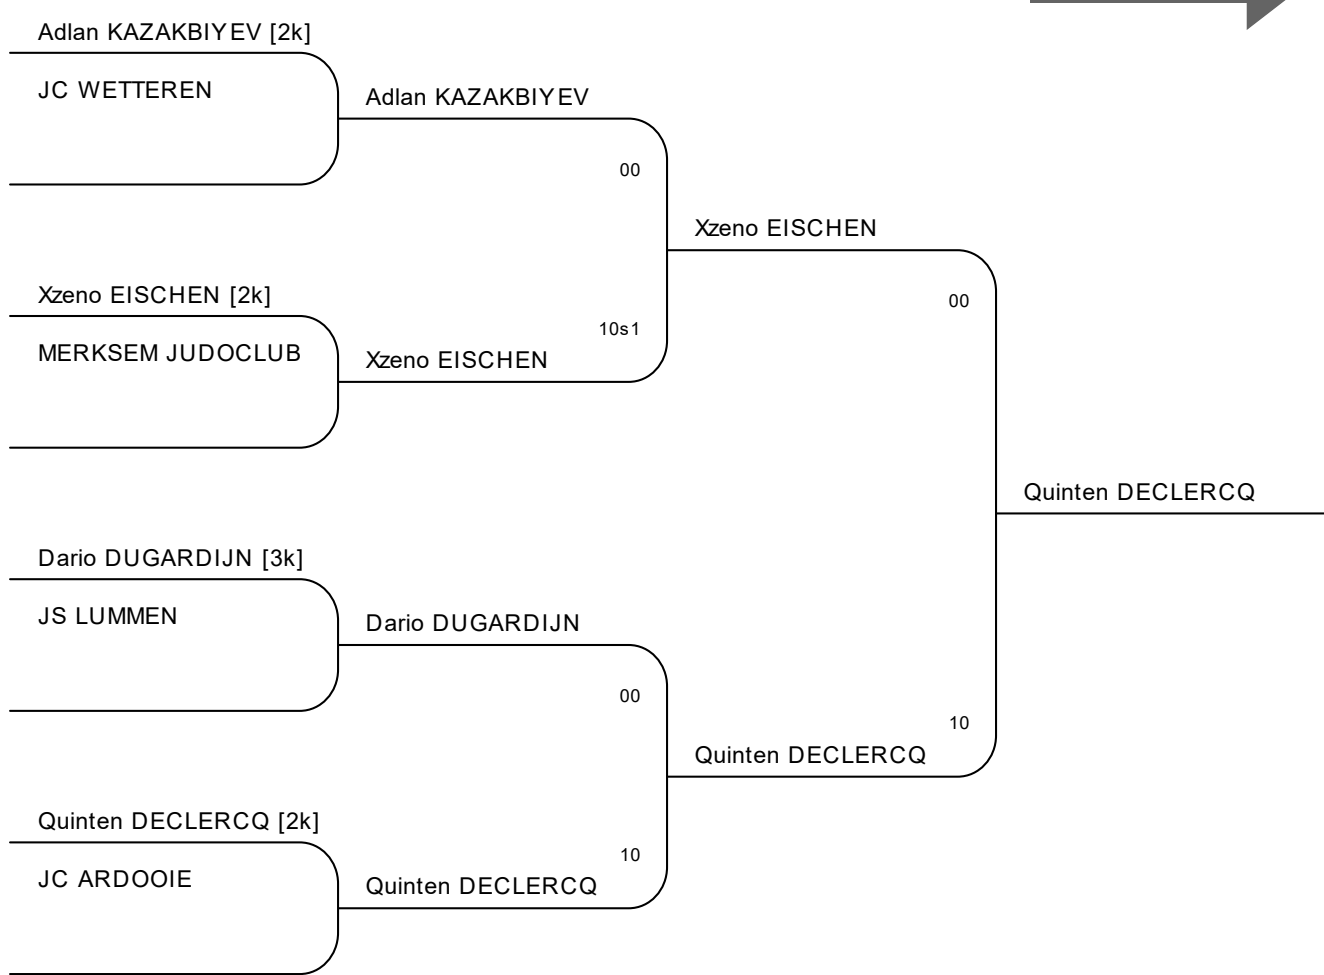 Adlan KAZAKBIYEV [2k]
JC WETTEREN
Adlan KAZAKBIYEV
00
Xzeno EISCHEN
00
Xzeno EISCHEN [2k]
10s1
MERKSEM JUDOCLUB
Xzeno EISCHEN
Quinten DECLERCQ
Dario DUGARDIJN [3k]
JS LUMMEN
Dario DUGARDIJN
00
10
Quinten DECLERCQ
Quinten DECLERCQ [2k]
10
JC ARDOOIE
Quinten DECLERCQ